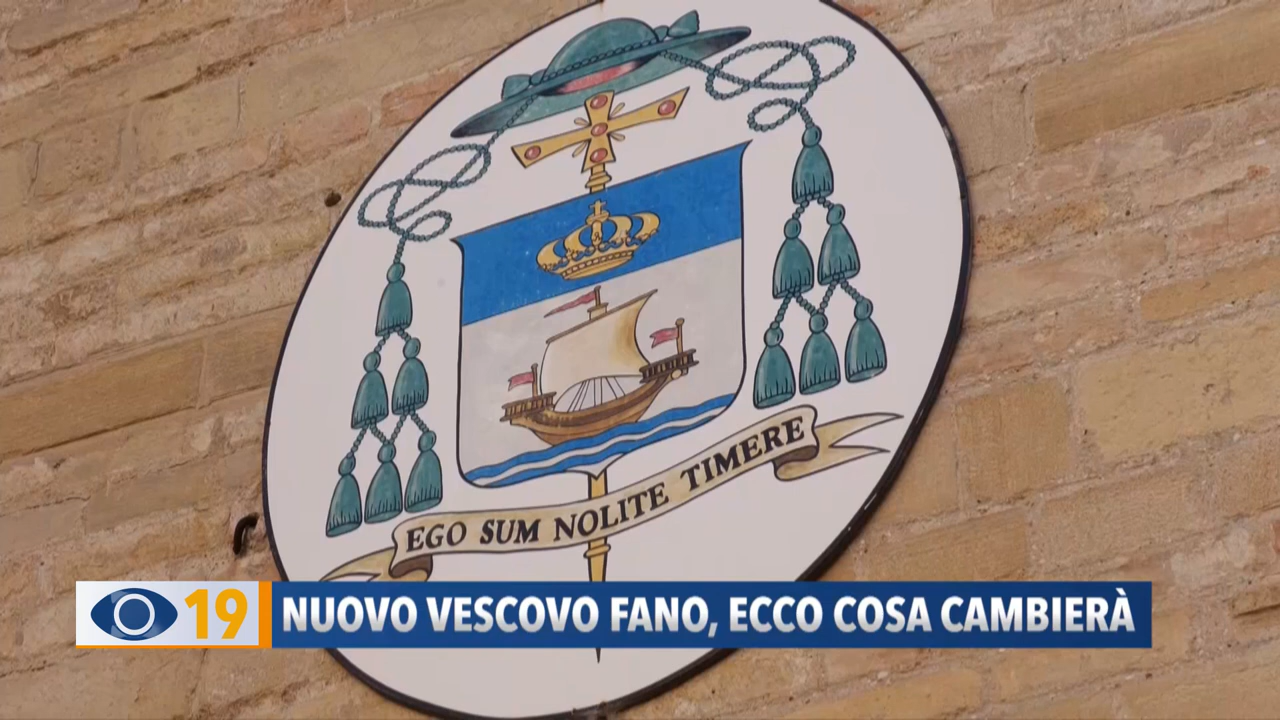 EGO SUM NOLITE TIMERE
19
NUOVO VESCOVO FANO, ECCO COSA CAMBIERÀ